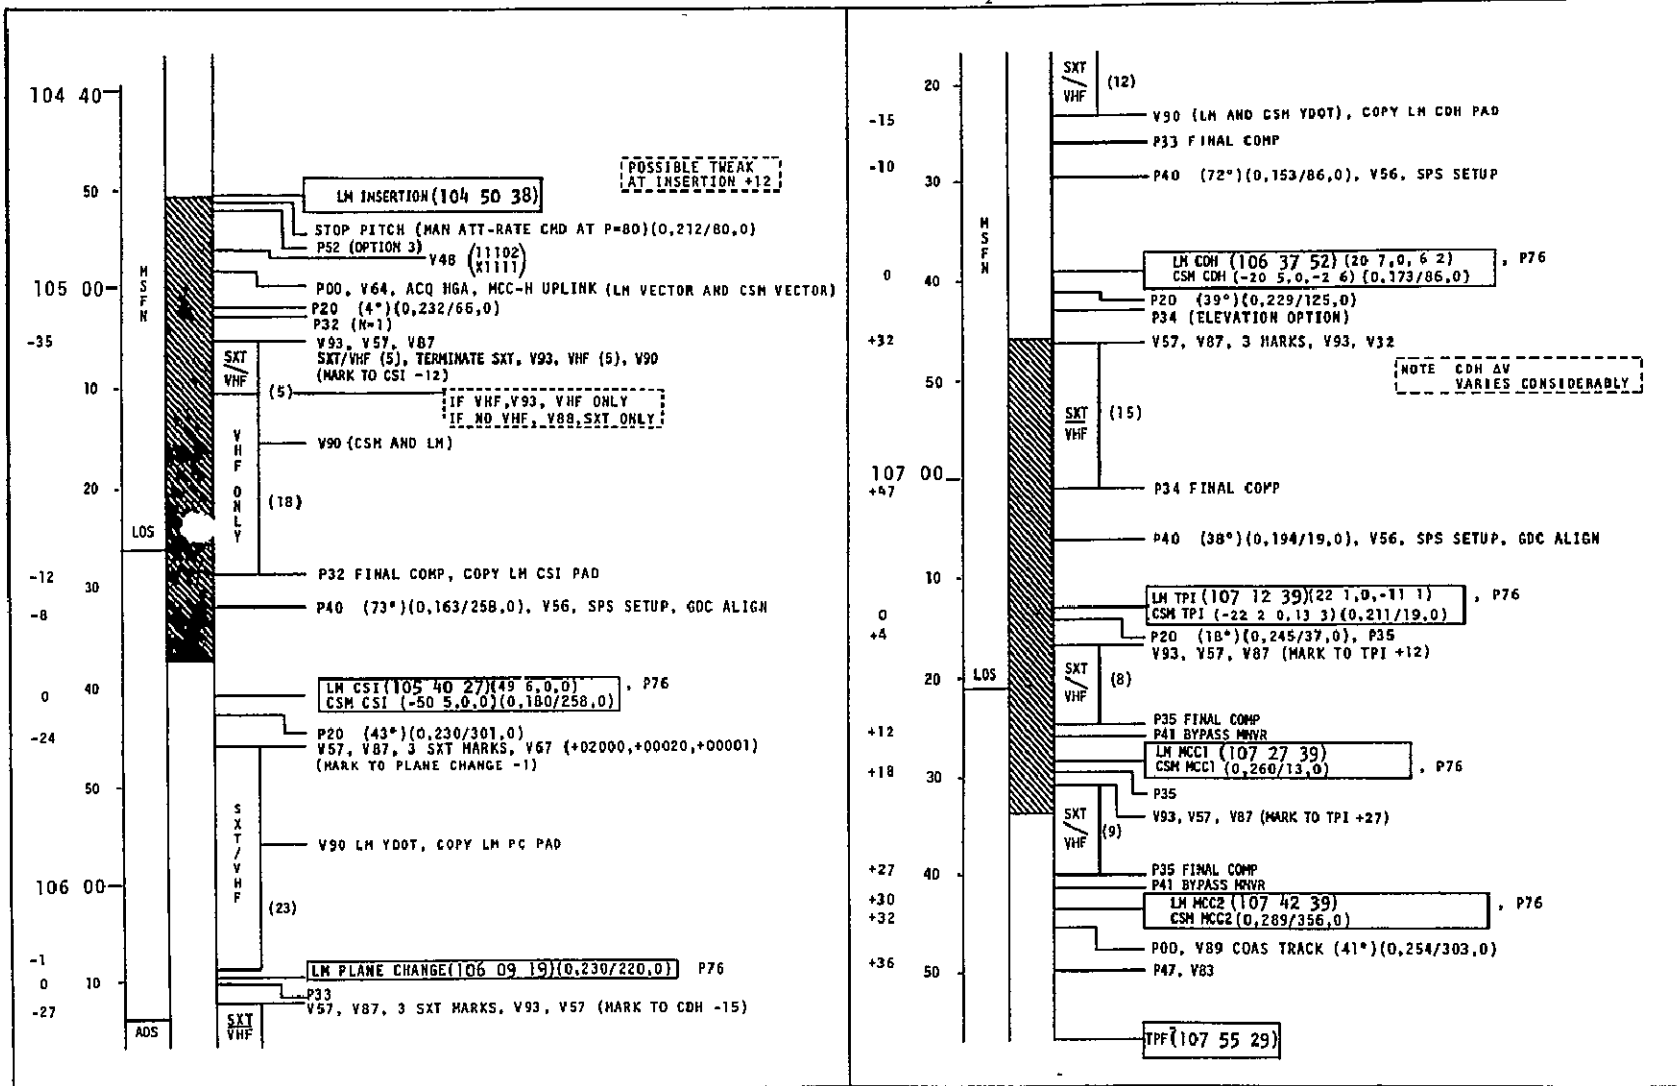 2
104 40
50
LM INSERTION (104 50 38)
POSSIBLE TWEAK
AT INSERTION +12
STOP PITCH (MAN ATT-RATE CMD AT P=80)(0,212/80,0)
P52 (OPTION 3)
V48 (11102
X1111)
MSFN
105 00
P00, V64, ACQ HGA, MCC-H UPLINK (LM VECTOR AND CSM VECTOR)
P20 (4°)(0,232/66,0)
P32 (N=1)
-35
V93, V57, V87
SXT/VHF (5), TERMINATE SXT, V93, VHF (5), V90
(MARK TO CSI -12)
SXT
VHF
10
(5)
IF VHF,V93, VHF ONLY
IF NO VHF, V88,SXT ONLY
VHF ONLY
V90 (CSM AND LM)
20
(18)
LOS
-12
P32 FINAL COMP, COPY LM CSI PAD
30
-8
P40 (73°)(0,163/258,0), V56, SPS SETUP, GDC ALIGN
0
40
LM CSI(105 40 27)(49 6,0,0)
CSM CSI (-50 5,0,0)(0,180/258,0)
, P76
-24
P20 (43°)(0,230/301,0)
V57, V87, 3 SXT MARKS, V67 (+02000,+00020,+00001)
(MARK TO PLANE CHANGE -1)
50
SXT/VHF
V90 LM YDOT, COPY LM PC PAD
106 00
(23)
-1
LM PLANE CHANGE(106 09 19)(0,230/220,0)
P76
0
10
P33
-27
V57, V87, 3 SXT MARKS, V93, V57 (MARK TO CDH -15)
SXT
VHF
AOS
SXT
VHF
(12)
20
-15
V90 (LM AND CSM YDOT), COPY LM CDH PAD
P33 FINAL COMP
-10
30
P40 (72°)(0,153/86,0), V56, SPS SETUP
MSFN
0
40
LM CDH (106 37 52) (20 7,0, 6 2)
CSM CDH (-20 5,0,-2 6) (0,173/86,0)
, P76
P20 (39°)(0,229/125,0)
P34 (ELEVATION OPTION)
+32
V57, V87, 3 MARKS, V93, V32
NOTE CDH ΔV
VARIES CONSIDERABLY
50
SXT
VHF
(15)
107 00
+47
P34 FINAL COMP
P40 (38°)(0,194/19,0), V56, SPS SETUP, GDC ALIGN
10
0
LM TPI (107 12 39)(22 1,0,-11 1)
CSM TPI (-22 2 0,13 3)(0,211/19,0)
, P76
+4
P20 (18°)(0,245/37,0), P35
V93, V57, V87 (MARK TO TPI +12)
LOS
20
SXT
VHF
(8)
P35 FINAL COMP
+12
P41 BYPASS MNVR
LM MCC1 (107 27 39)
CSM MCC1 (0,260/13,0)
, P76
+18
30
P35
V93, V57, V87 (MARK TO TPI +27)
SXT
VHF
(9)
+27
40
P35 FINAL COMP
P41 BYPASS MNVR
+30
LM MCC2 (107 42 39)
CSM MCC2(0,289/356,0)
, P76
+32
P00, V89 COAS TRACK (41°)(0,254/303,0)
+36
50
P47, V83
TPF(107 55 29)